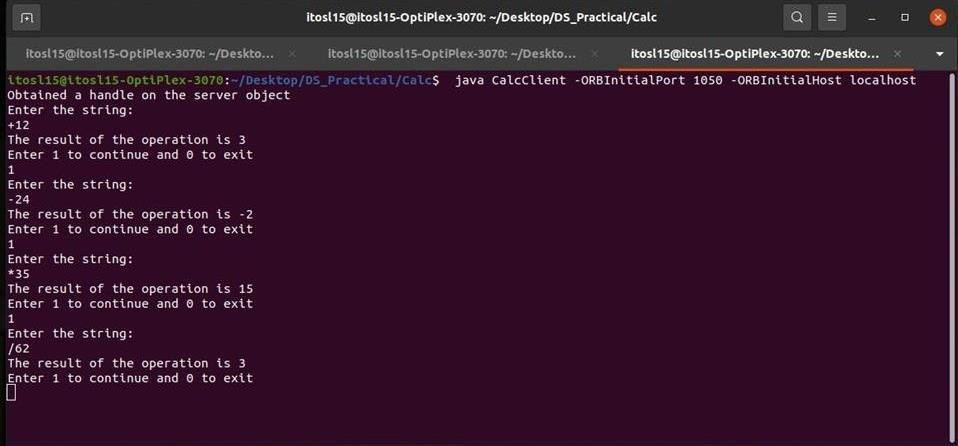 itosl15@itosl15-OptiPlex-3070: ~/Desktop/DS_Practical/Calc
itosl15@itosl15-OptiPlex-3070: ~/Deskto... × itosl15@itosl15-OptiPlex-3070: ~/Deskto... × itosl15@itosl15-OptiPlex-3070: ~/Deskto... ×
itosl15@itosl15-OptiPlex-3070:~/Desktop/DS_Practical/Calc$  java CalcClient -ORBInitialPort 1050 -ORBInitialHost localhost
Obtained a handle on the server object
Enter the string:
+12
The result of the operation is 3
Enter 1 to continue and 0 to exit
1
Enter the string:
-24
The result of the operation is -2
Enter 1 to continue and 0 to exit
1
Enter the string:
*35
The result of the operation is 15
Enter 1 to continue and 0 to exit
1
Enter the string:
/62
The result of the operation is 3
Enter 1 to continue and 0 to exit